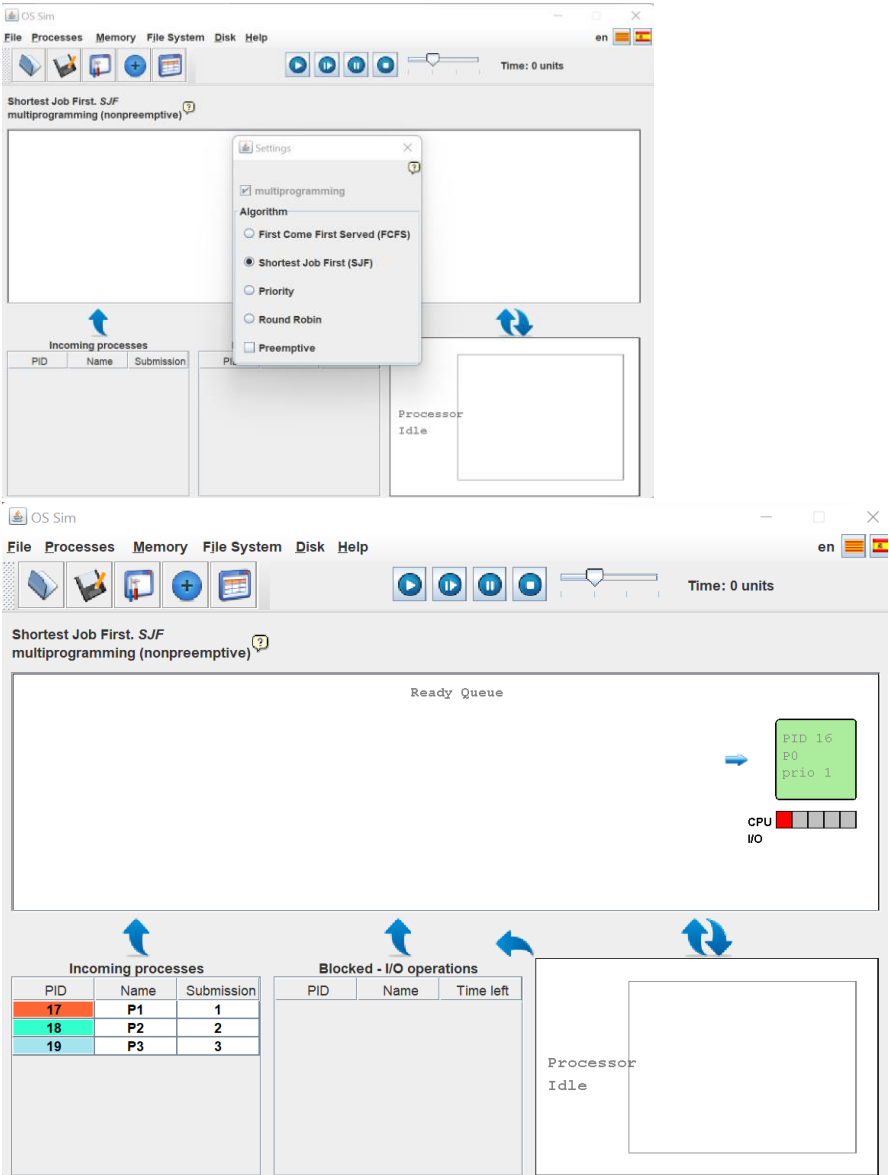 OS Sim
File Processes Memory File System Disk Help en
Time: 0 units
Shortest Job First. SJF
multiprogramming (nonpreemptive)
Settings
multiprogramming
Algorithm
First Come First Served (FCFS)
Shortest Job First (SJF)
Priority
Round Robin
Preemptive
Incoming processes
PID Name Submission
Processor
Idle
OS Sim
File Processes Memory File System Disk Help en
Time: 0 units
Shortest Job First. SJF
multiprogramming (nonpreemptive)
Ready Queue
PID 16
P0
prio 1
CPU
I/O
Incoming processes
PID Name Submission
17 P1 1
18 P2 2
19 P3 3
Blocked - I/O operations
PID Name Time left
Processor
Idle